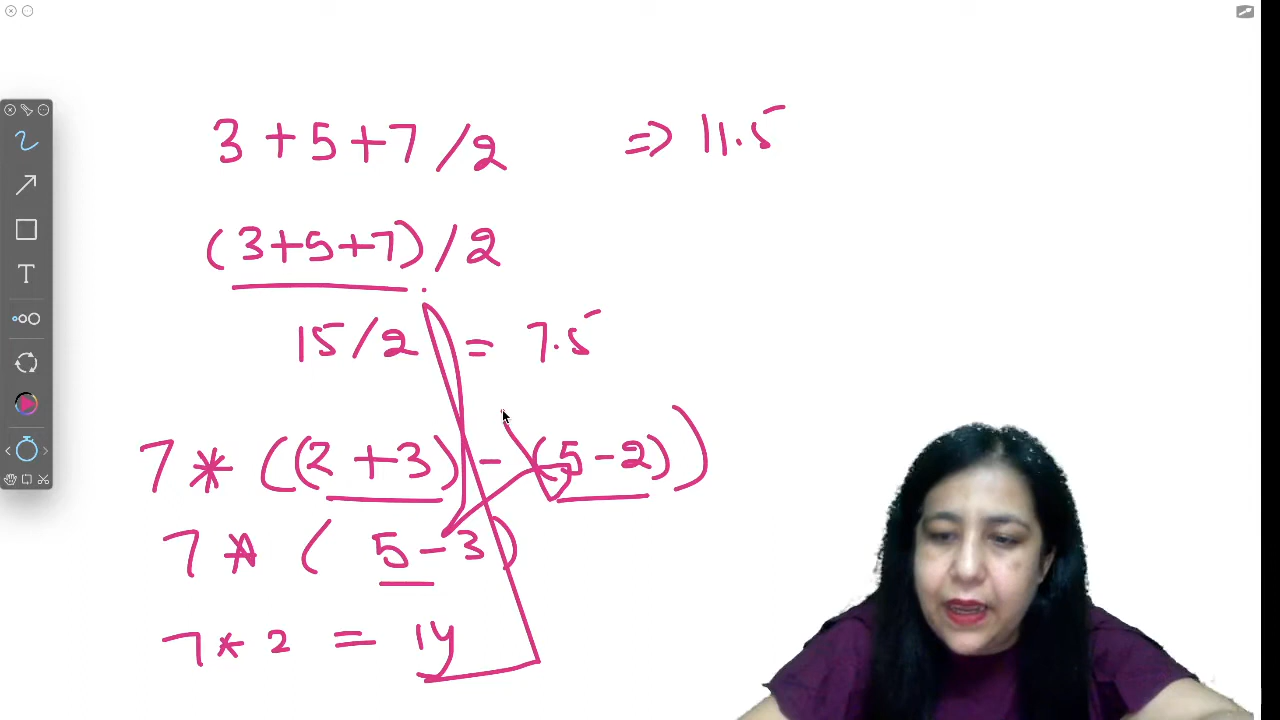 3 + 5 + 7 / 2 => 11.5
(3+5+7) / 2
15/2 = 7.5
7 * ((2 + 3) - (5 - 2))
7 * ( 5 - 3 )
7 * 2 = 14
T